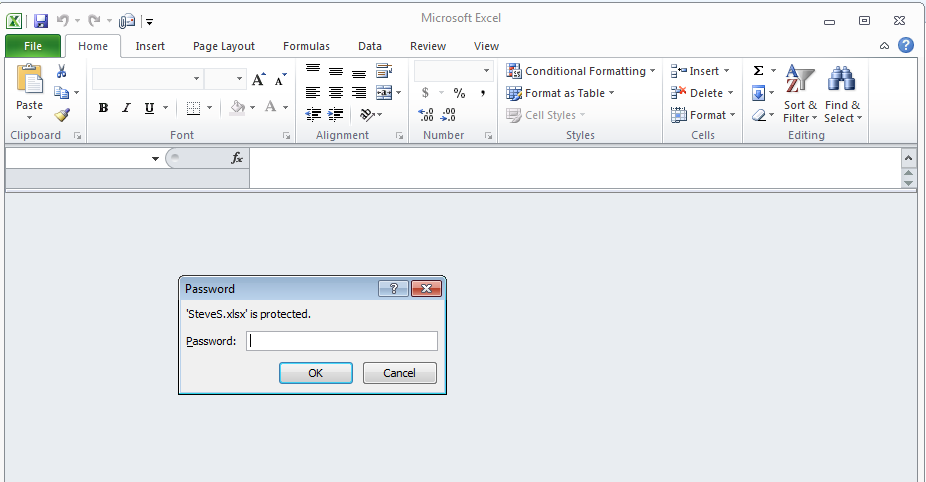 Microsoft Excel
File Home Insert Page Layout Formulas Data Review View
Paste
B I U A A A
$ % ,
.00 .0
Conditional Formatting
Format as Table
Cell Styles
Insert
Delete
Format
Σ
Sort & Filter
Find & Select
Clipboard Font Alignment Number Styles Cells Editing
fx
Password
'SteveS.xlsx' is protected.
Password:
OK Cancel